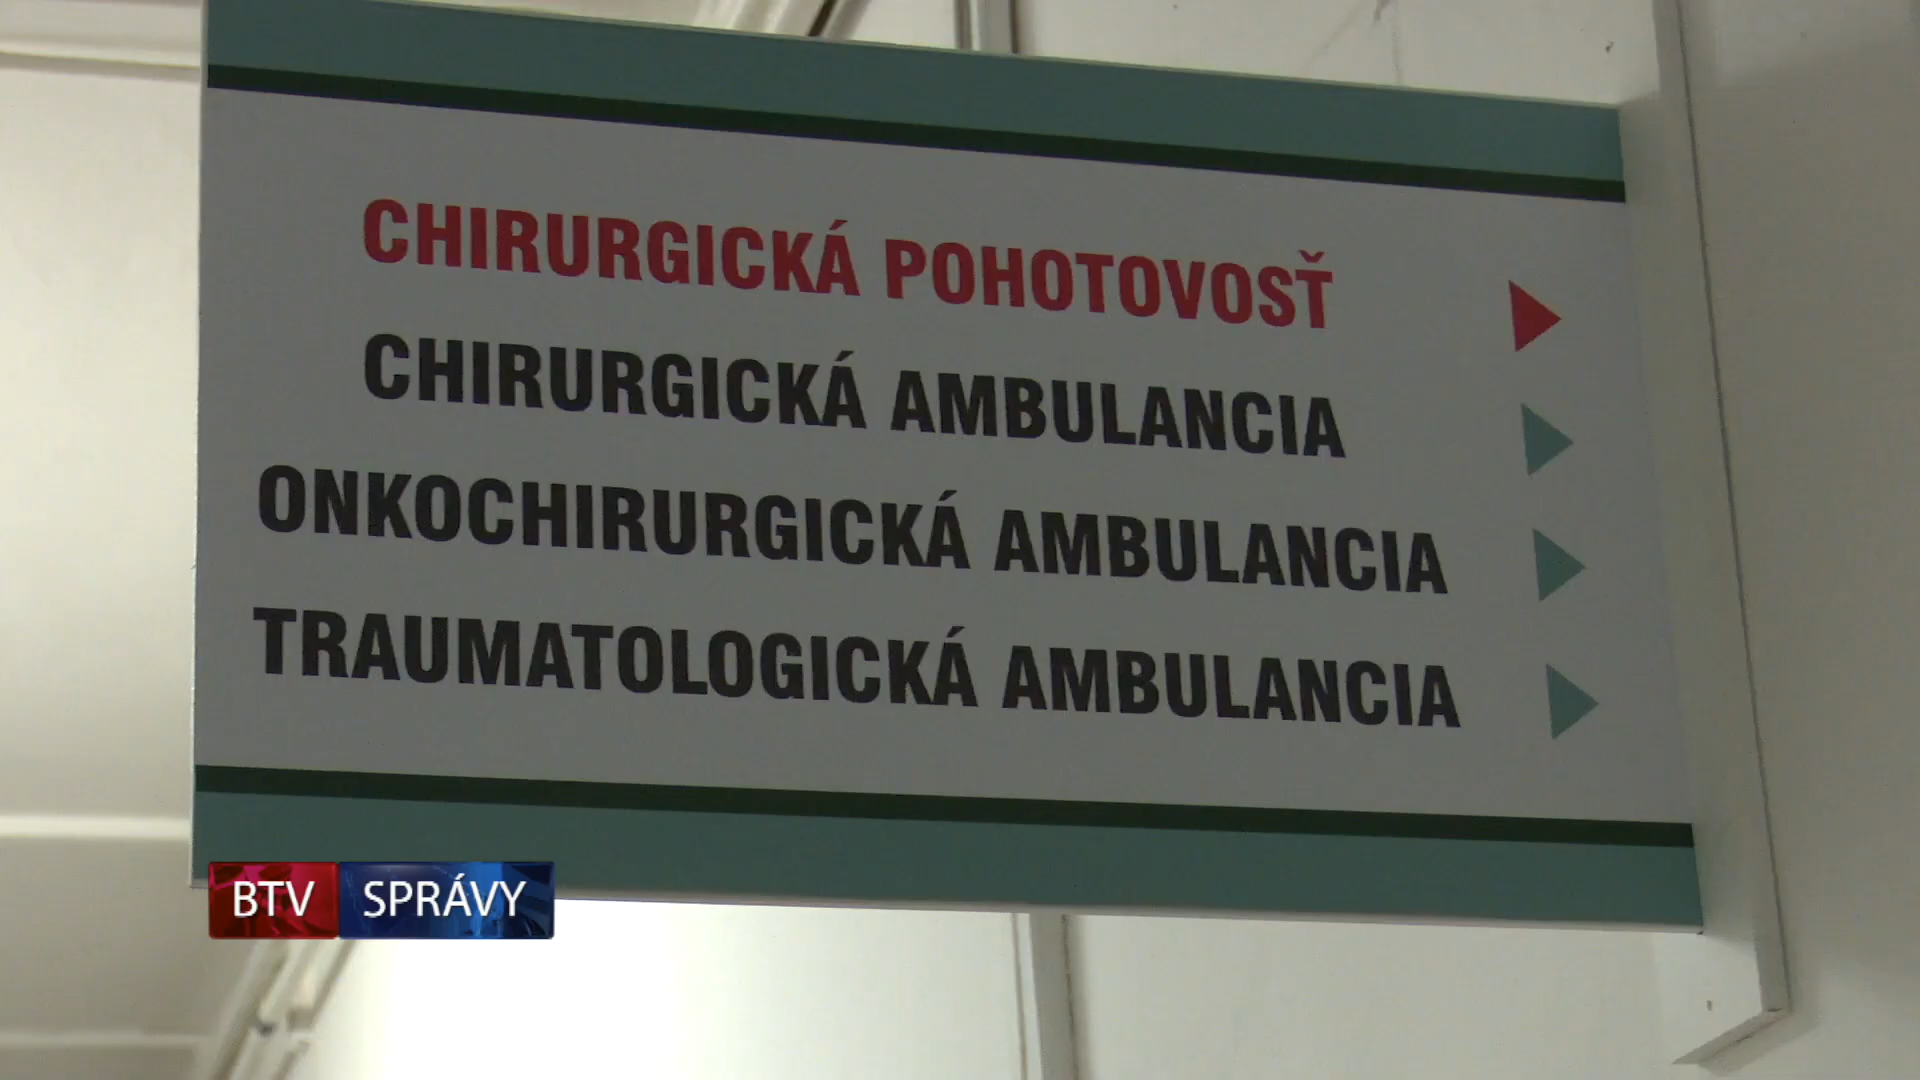 CHIRURGICKÁ POHOTOVOSŤ
CHIRURGICKÁ AMBULANCIA
ONKOCHIRURGICKÁ AMBULANCIA
TRAUMATOLOGICKÁ AMBULANCIA
BTV SPRÁVY